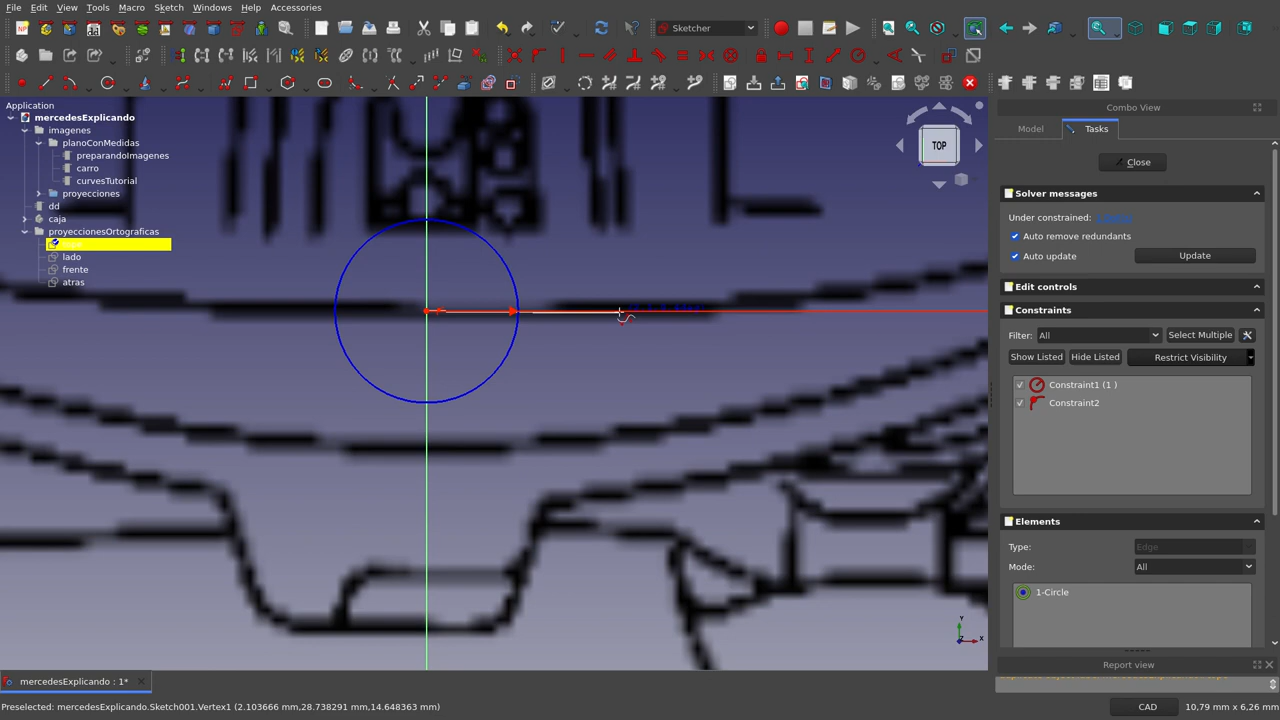 File Edit View Tools Macro Sketch Windows Help Accessories
Sketcher
Application
mercedesExplicando
imagenes
planoConMedidas
preparandoImagenes
carro
curvesTutorial
proyecciones
dd
caja
proyeccionesOrtograficas
lado
frente
atras
TOP
Y
Z
X
Combo View
Model
Tasks
Close
Solver messages
Under constrained:
Auto remove redundants
Auto update
Update
Edit controls
Constraints
Filter: All
Select Multiple
Show Listed
Hide Listed
Restrict Visibility
Constraint1 (1 )
Constraint2
Elements
Type: Edge
Mode: All
1-Circle
Report view
mercedesExplicando : 1*
Preselected: mercedesExplicando.Sketch001.Vertex1 (2.103666 mm,28.738291 mm,14.648363 mm)
CAD
10,79 mm x 6,26 mm